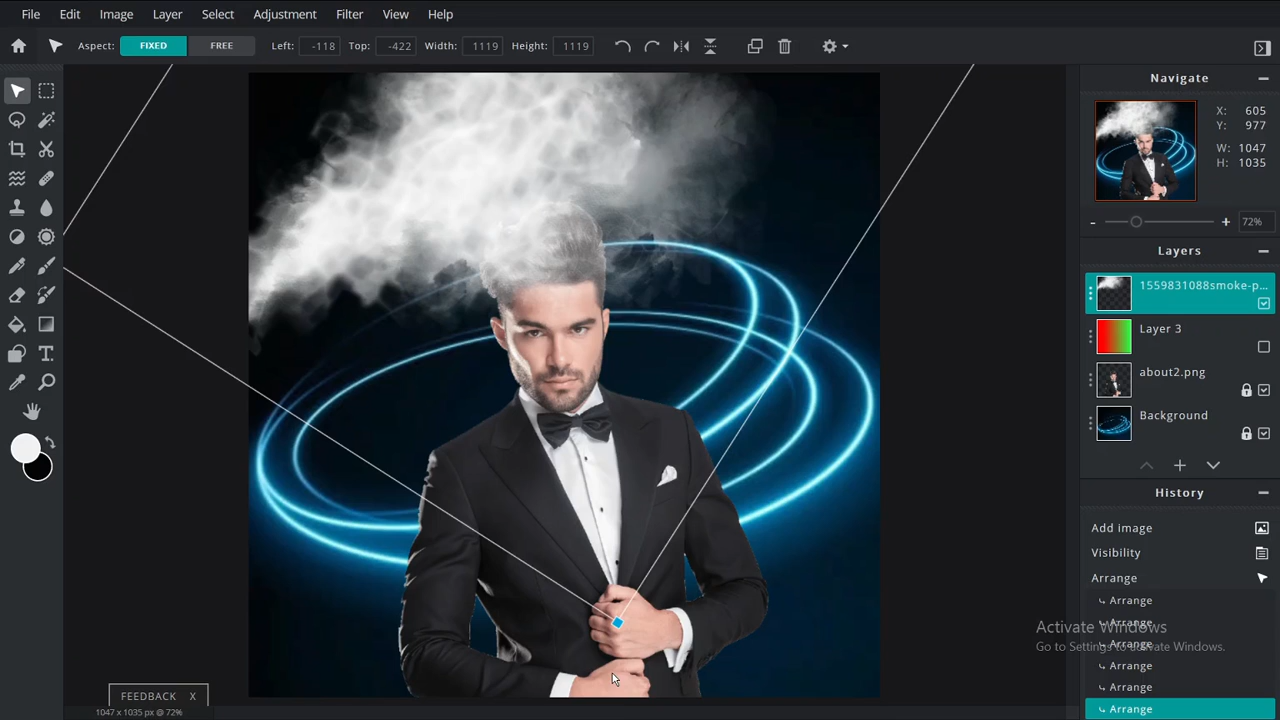 File Edit Image Layer Select Adjustment Filter View Help
Aspect: FIXED FREE Left: -118 Top: -422 Width: 1119 Height: 1119
Navigate
X: 605
Y: 977
W: 1047
H: 1035
- + 72%
Layers
1559831088smoke-p...
Layer 3
about2.png
Background
History
Add image
Visibility
Arrange
Arrange
Arrange
Arrange
Arrange
Arrange
Arrange
Activate Windows
Go to Settings to activate Windows.
FEEDBACK X
1047 x 1035 px @ 72%